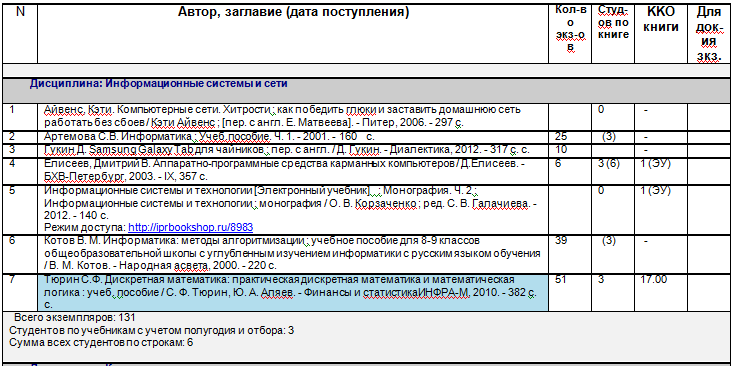 N Автор, заглавие (дата поступления) Кол-в Студ- ККО Для
о ов по книги док-
экз-о книге ия
в экз.
Дисциплина: Информационные системы и сети
1 Айвенс, Кэти. Компьютерные сети. Хитрости : как победить глюки и заставить домашнюю сеть 0 -
работать без сбоев / Кэти Айвенс ; [пер. с англ. Е. Матвеева]. - Питер, 2006. - 297 с.
2 Артемова С.В. Информатика : Учеб.пособие. Ч. 1. - 2001. - 160 с. 25 (3) -
3 Гукин Д. Samsung Galaxy Tab для чайников : пер. с англ. / Д. Гукин. - Диалектика, 2012. - 317 с. с. 10 -
4 Елисеев, Дмитрий В. Аппаратно-программные средства карманных компьютеров / Д.Елисеев. - 6 3 (6) 1 (ЭУ)
БХВ-Петербург, 2003. - IX, 357 с.
5 Информационные системы и технологии [Электронный учебник] . : Монография. Ч. 2 : 0 1 (ЭУ)
Информационные системы и технологии : монография / О. В. Корзаченко ; ред. С. В. Галачиева. -
2012. - 140 с.
Режим доступа: http://iprbookshop.ru/8983
6 Котов В. М. Информатика: методы алгоритмизации : учебное пособие для 8-9 классов 39 (3) -
общеобразовательной школы с углубленным изучением информатики с русским языком обучения
/ В. М. Котов. - Народная асвета, 2000. - 220 с.
7 Тюрин С.Ф. Дискретная математика: практическая дискретная математика и математическая 51 3 17.00
логика : учеб. пособие / С. Ф. Тюрин, Ю. А. Аляев. - Финансы и статистикаИНФРА-М, 2010. - 382 с.
с.
Всего экземпляров: 131
Студентов по учебникам с учетом полугодия и отбора: 3
Сумма всех студентов по строкам: 6